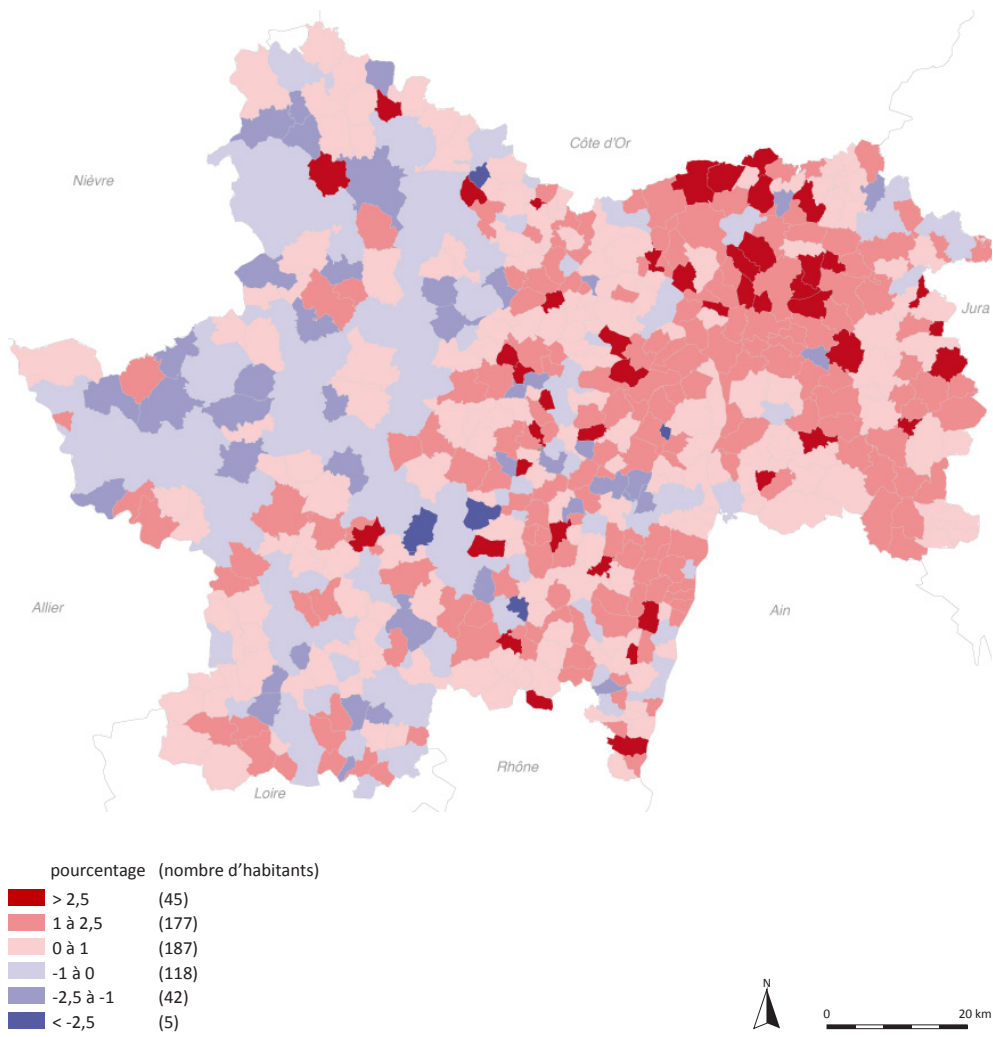 Côte d'Or
Nièvre
Jura
Allier
Ain
Rhône
Loire
pourcentage (nombre d’habitants)
> 2,5 (45)
1 à 2,5 (177)
0 à 1 (187)
-1 à 0 (118)
-2,5 à -1 (42)
< -2,5 (5)
N
0 20 km